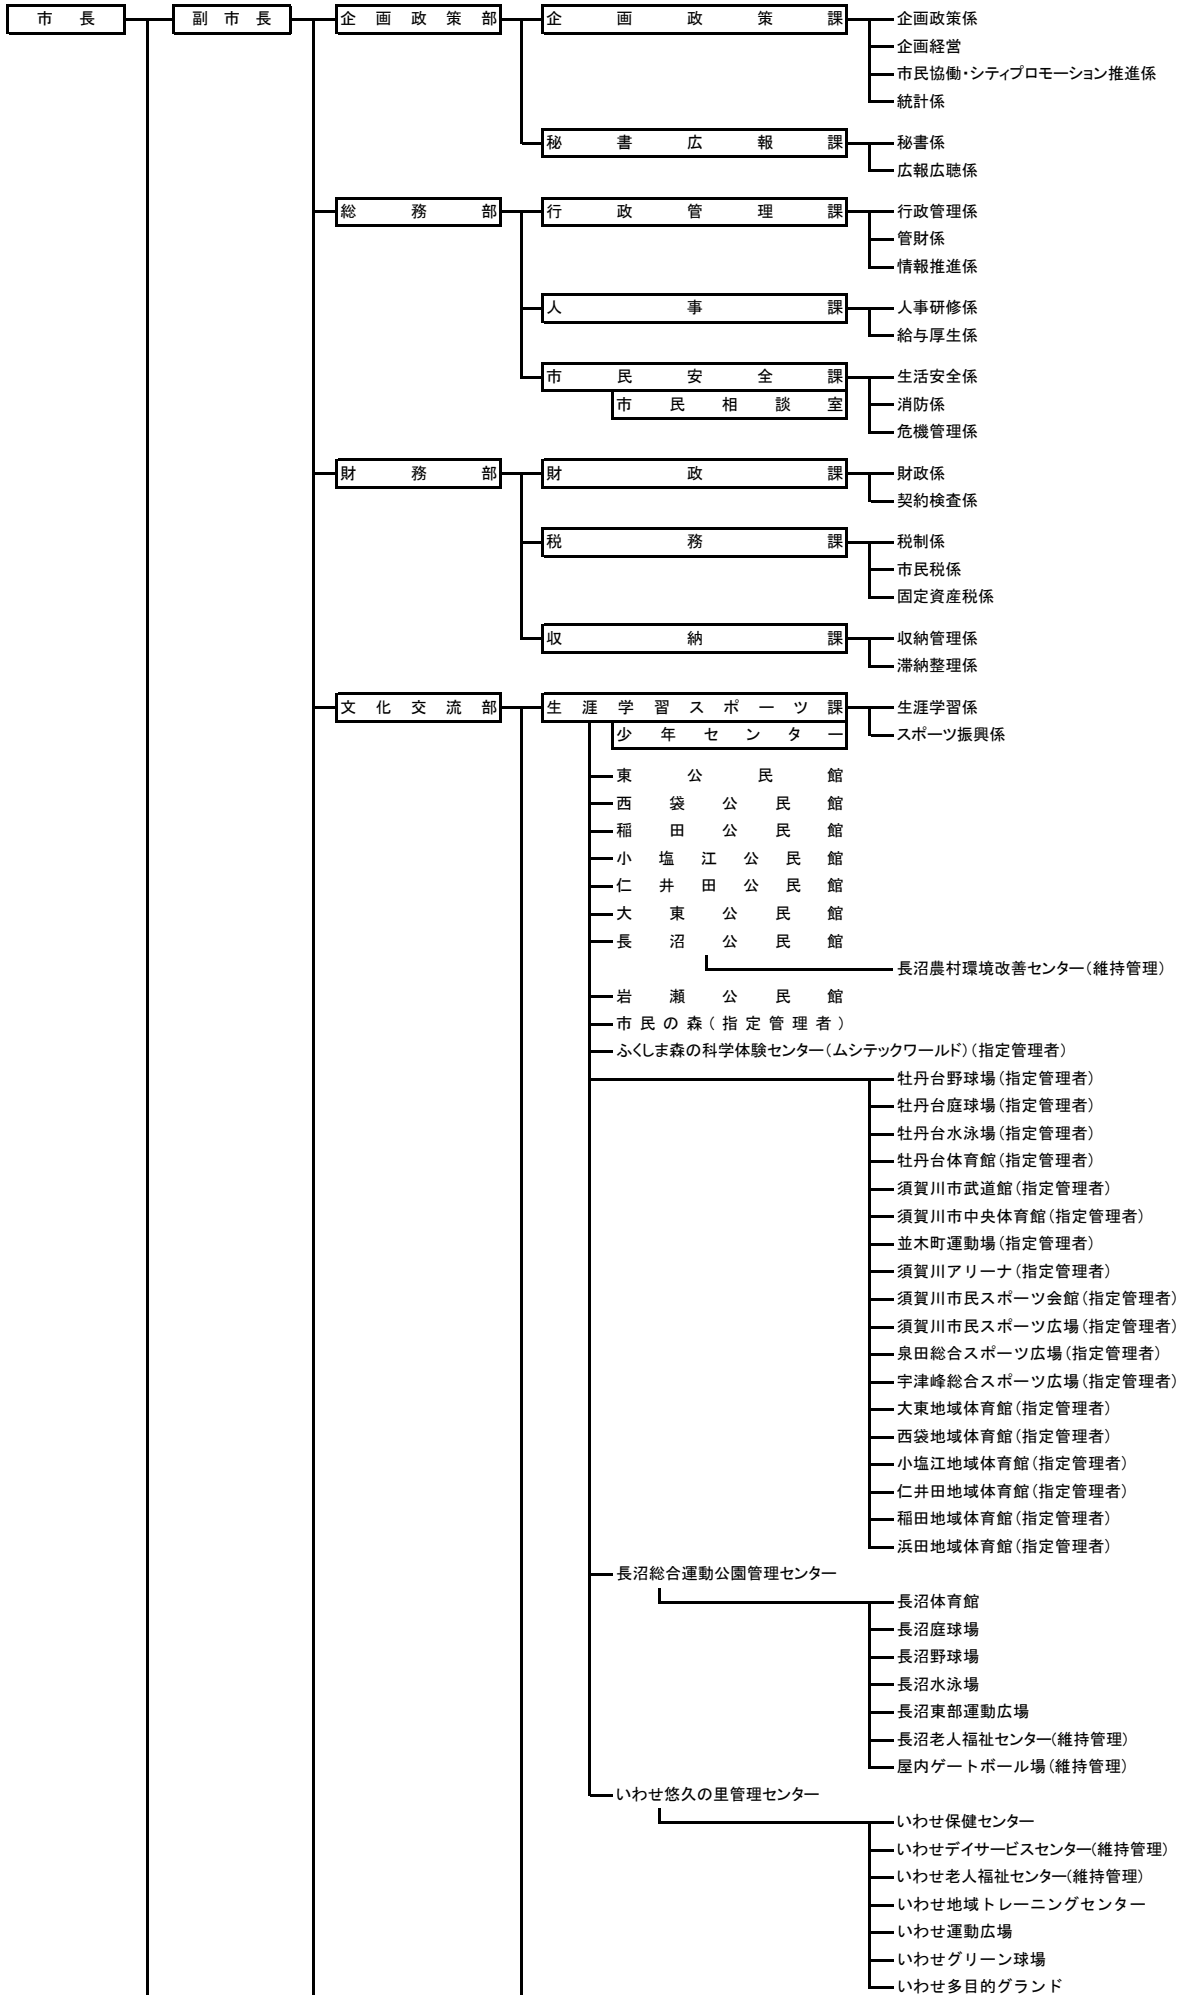 市長 副市長 企画政策部 企画政策課 企画政策係
企画経営
市民協働・シティプロモーション推進係
統計係
秘書広報課 秘書係
広報広聴係
総務部 行政管理課 行政管理係
管財係
情報推進係
人事課 人事研修係
給与厚生係
市民安全課 生活安全係
市民相談室 消防係
危機管理係
財務部 財政課 財政係
契約検査係
税務課 税制係
市民税係
固定資産税係
収納課 収納管理係
滞納整理係
文化交流部 生涯学習スポーツ課 生涯学習係
少年センター スポーツ振興係
東公民館
西袋公民館
稲田公民館
小塩江公民館
仁井田公民館
大東公民館
長沼公民館
長沼農村環境改善センター(維持管理)
岩瀬公民館
市民の森(指定管理者)
ふくしま森の科学体験センター(ムシテックワールド)(指定管理者)
牡丹台野球場(指定管理者)
牡丹台庭球場(指定管理者)
牡丹台水泳場(指定管理者)
牡丹台体育館(指定管理者)
須賀川市武道館(指定管理者)
須賀川市中央体育館(指定管理者)
並木町運動場(指定管理者)
須賀川アリーナ(指定管理者)
須賀川市民スポーツ会館(指定管理者)
須賀川市民スポーツ広場(指定管理者)
泉田総合スポーツ広場(指定管理者)
宇津峰総合スポーツ広場(指定管理者)
大東地域体育館(指定管理者)
西袋地域体育館(指定管理者)
小塩江地域体育館(指定管理者)
仁井田地域体育館(指定管理者)
稲田地域体育館(指定管理者)
浜田地域体育館(指定管理者)
長沼総合運動公園管理センター
長沼体育館
長沼庭球場
長沼野球場
長沼水泳場
長沼東部運動広場
長沼老人福祉センター(維持管理)
屋内ゲートボール場(維持管理)
いわせ悠久の里管理センター
いわせ保健センター
いわせデイサービスセンター(維持管理)
いわせ老人福祉センター(維持管理)
いわせ地域トレーニングセンター
いわせ運動広場
いわせグリーン球場
いわせ多目的グランド